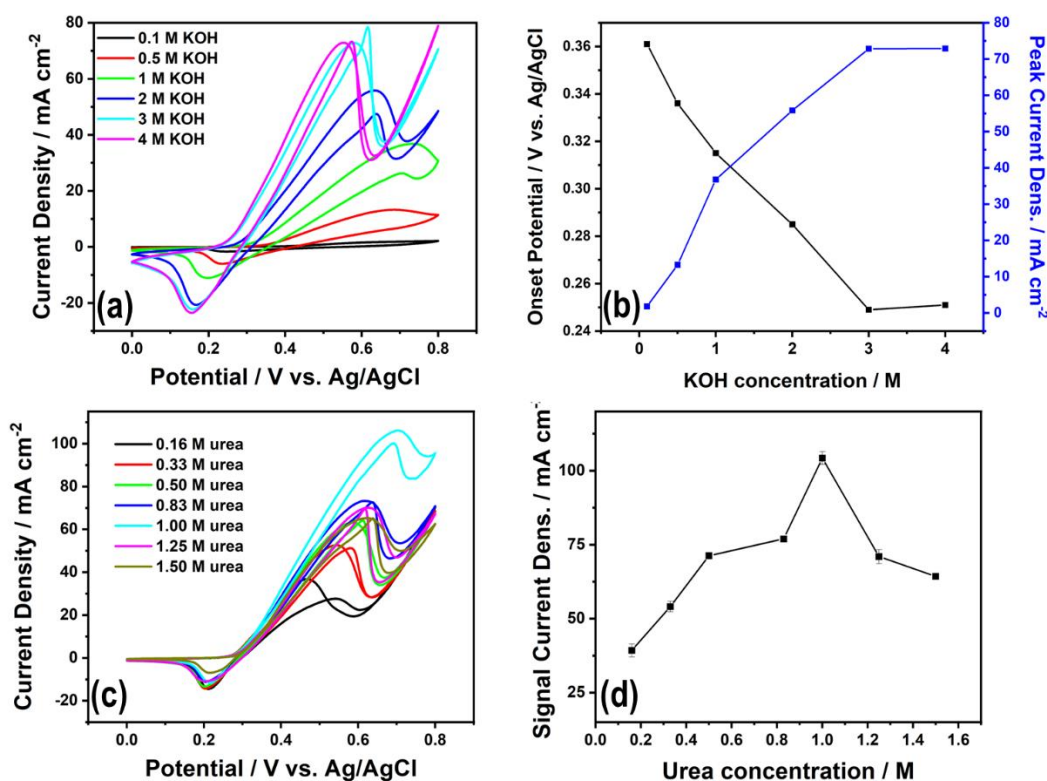 80
60
40
20
0
-20
0.0 0.2 0.4 0.6 0.8
Current Density / mA cm-2
Potential / V vs. Ag/AgCl
0.1 M KOH
0.5 M KOH
1 M KOH
2 M KOH
3 M KOH
4 M KOH
(a)
0.36
0.34
0.32
0.30
0.28
0.26
0.24
Onset Potential / V vs. Ag/AgCl
0 1 2 3 4
KOH concentration / M
80
70
60
50
40
30
20
10
0
Peak Current Dens. / mA cm-2
(b)
100
80
60
40
20
0
-20
0.0 0.2 0.4 0.6 0.8
Current Density / mA cm-2
Potential / V vs. Ag/AgCl
0.16 M urea
0.33 M urea
0.50 M urea
0.83 M urea
1.00 M urea
1.25 M urea
1.50 M urea
(c)
100
75
50
25
0.0 0.2 0.4 0.6 0.8 1.0 1.2 1.4 1.6
Signal Current Dens. / mA cm-
Urea concentration / M
(d)